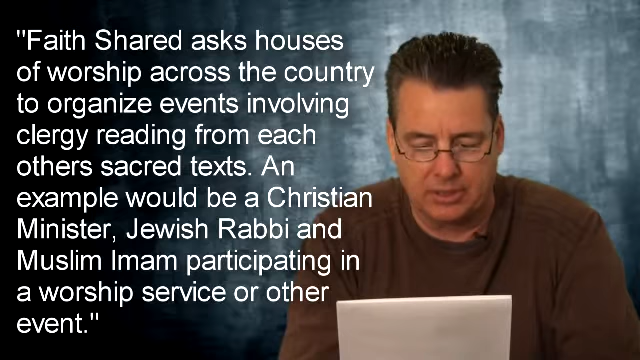 "Faith Shared asks houses
of worship across the country
to organize events involving
clergy reading from each
others sacred texts. An
example would be a Christian
Minister, Jewish Rabbi and
Muslim Imam participating in
a worship service or other
event."